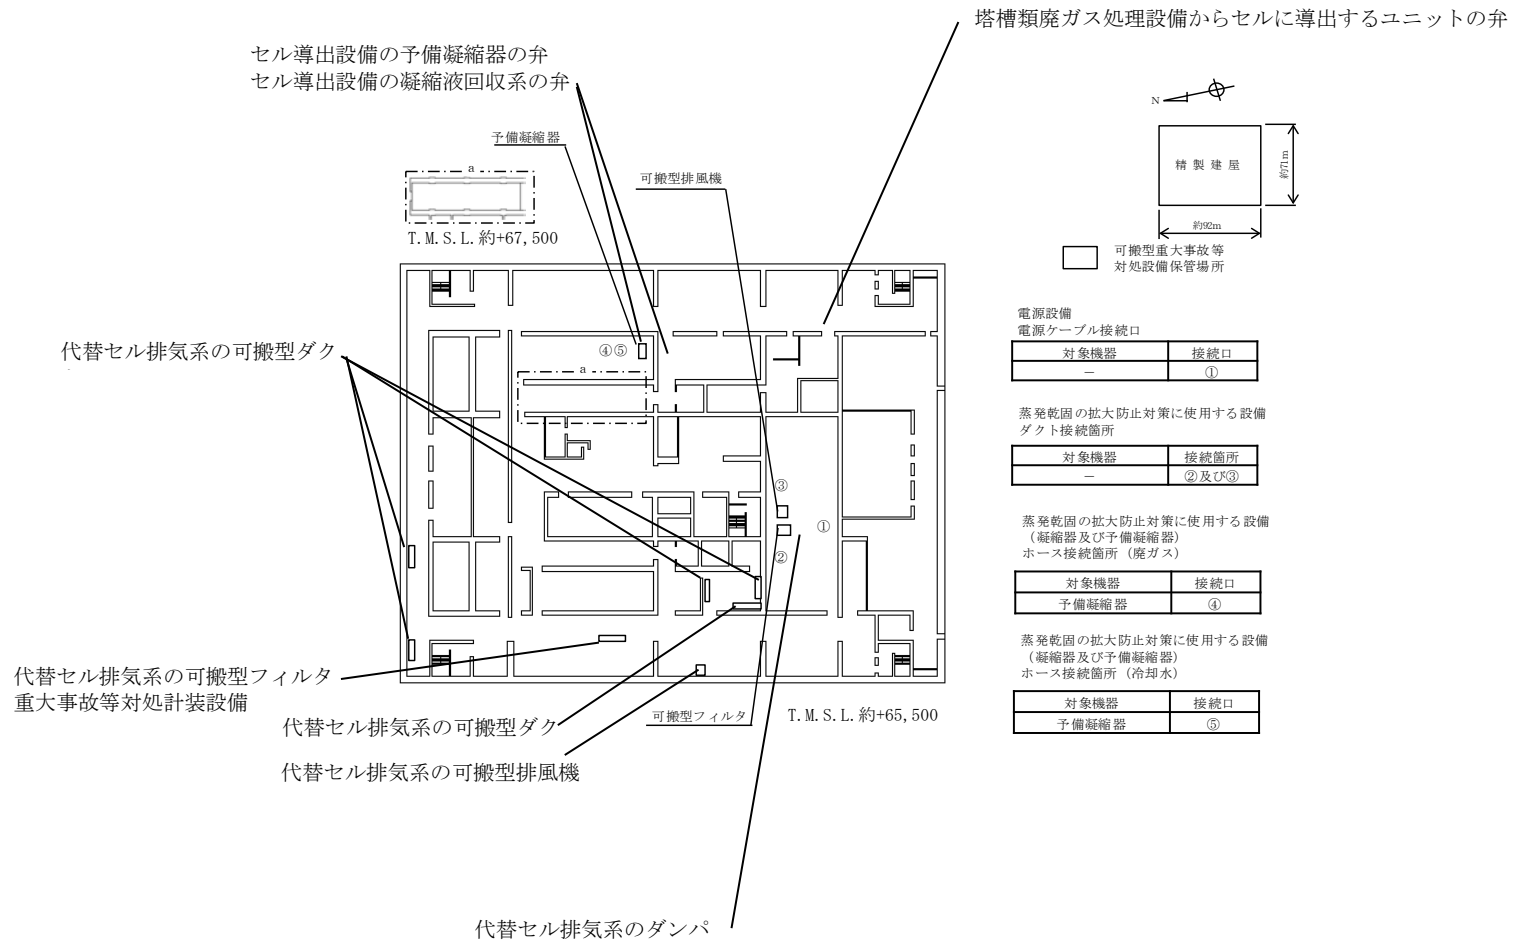 塔槽類廃ガス処理設備からセルに導出するユニットの弁
セル導出設備の予備凝縮器の弁
セル導出設備の凝縮液回収系の弁
予備凝縮器
可搬型排風機
a
T.M.S.L.約+67,500
N
精製建屋
約71m
約92m
可搬型重大事故等
対処設備保管場所
代替セル排気系の可搬型ダク
④⑤
a
③
①
②
電源設備
電源ケーブル接続口
対象機器 接続口
― ①
蒸発乾固の拡大防止対策に使用する設備
ダクト接続箇所
対象機器 接続箇所
― ②及び③
蒸発乾固の拡大防止対策に使用する設備
（凝縮器及び予備凝縮器）
ホース接続箇所（廃ガス）
対象機器 接続口
予備凝縮器 ④
蒸発乾固の拡大防止対策に使用する設備
（凝縮器及び予備凝縮器）
ホース接続箇所（冷却水）
対象機器 接続口
予備凝縮器 ⑤
代替セル排気系の可搬型フィルタ
重大事故等対処計装設備
代替セル排気系の可搬型ダク
可搬型フィルタ
T.M.S.L.約+65,500
代替セル排気系の可搬型排風機
代替セル排気系のダンパ